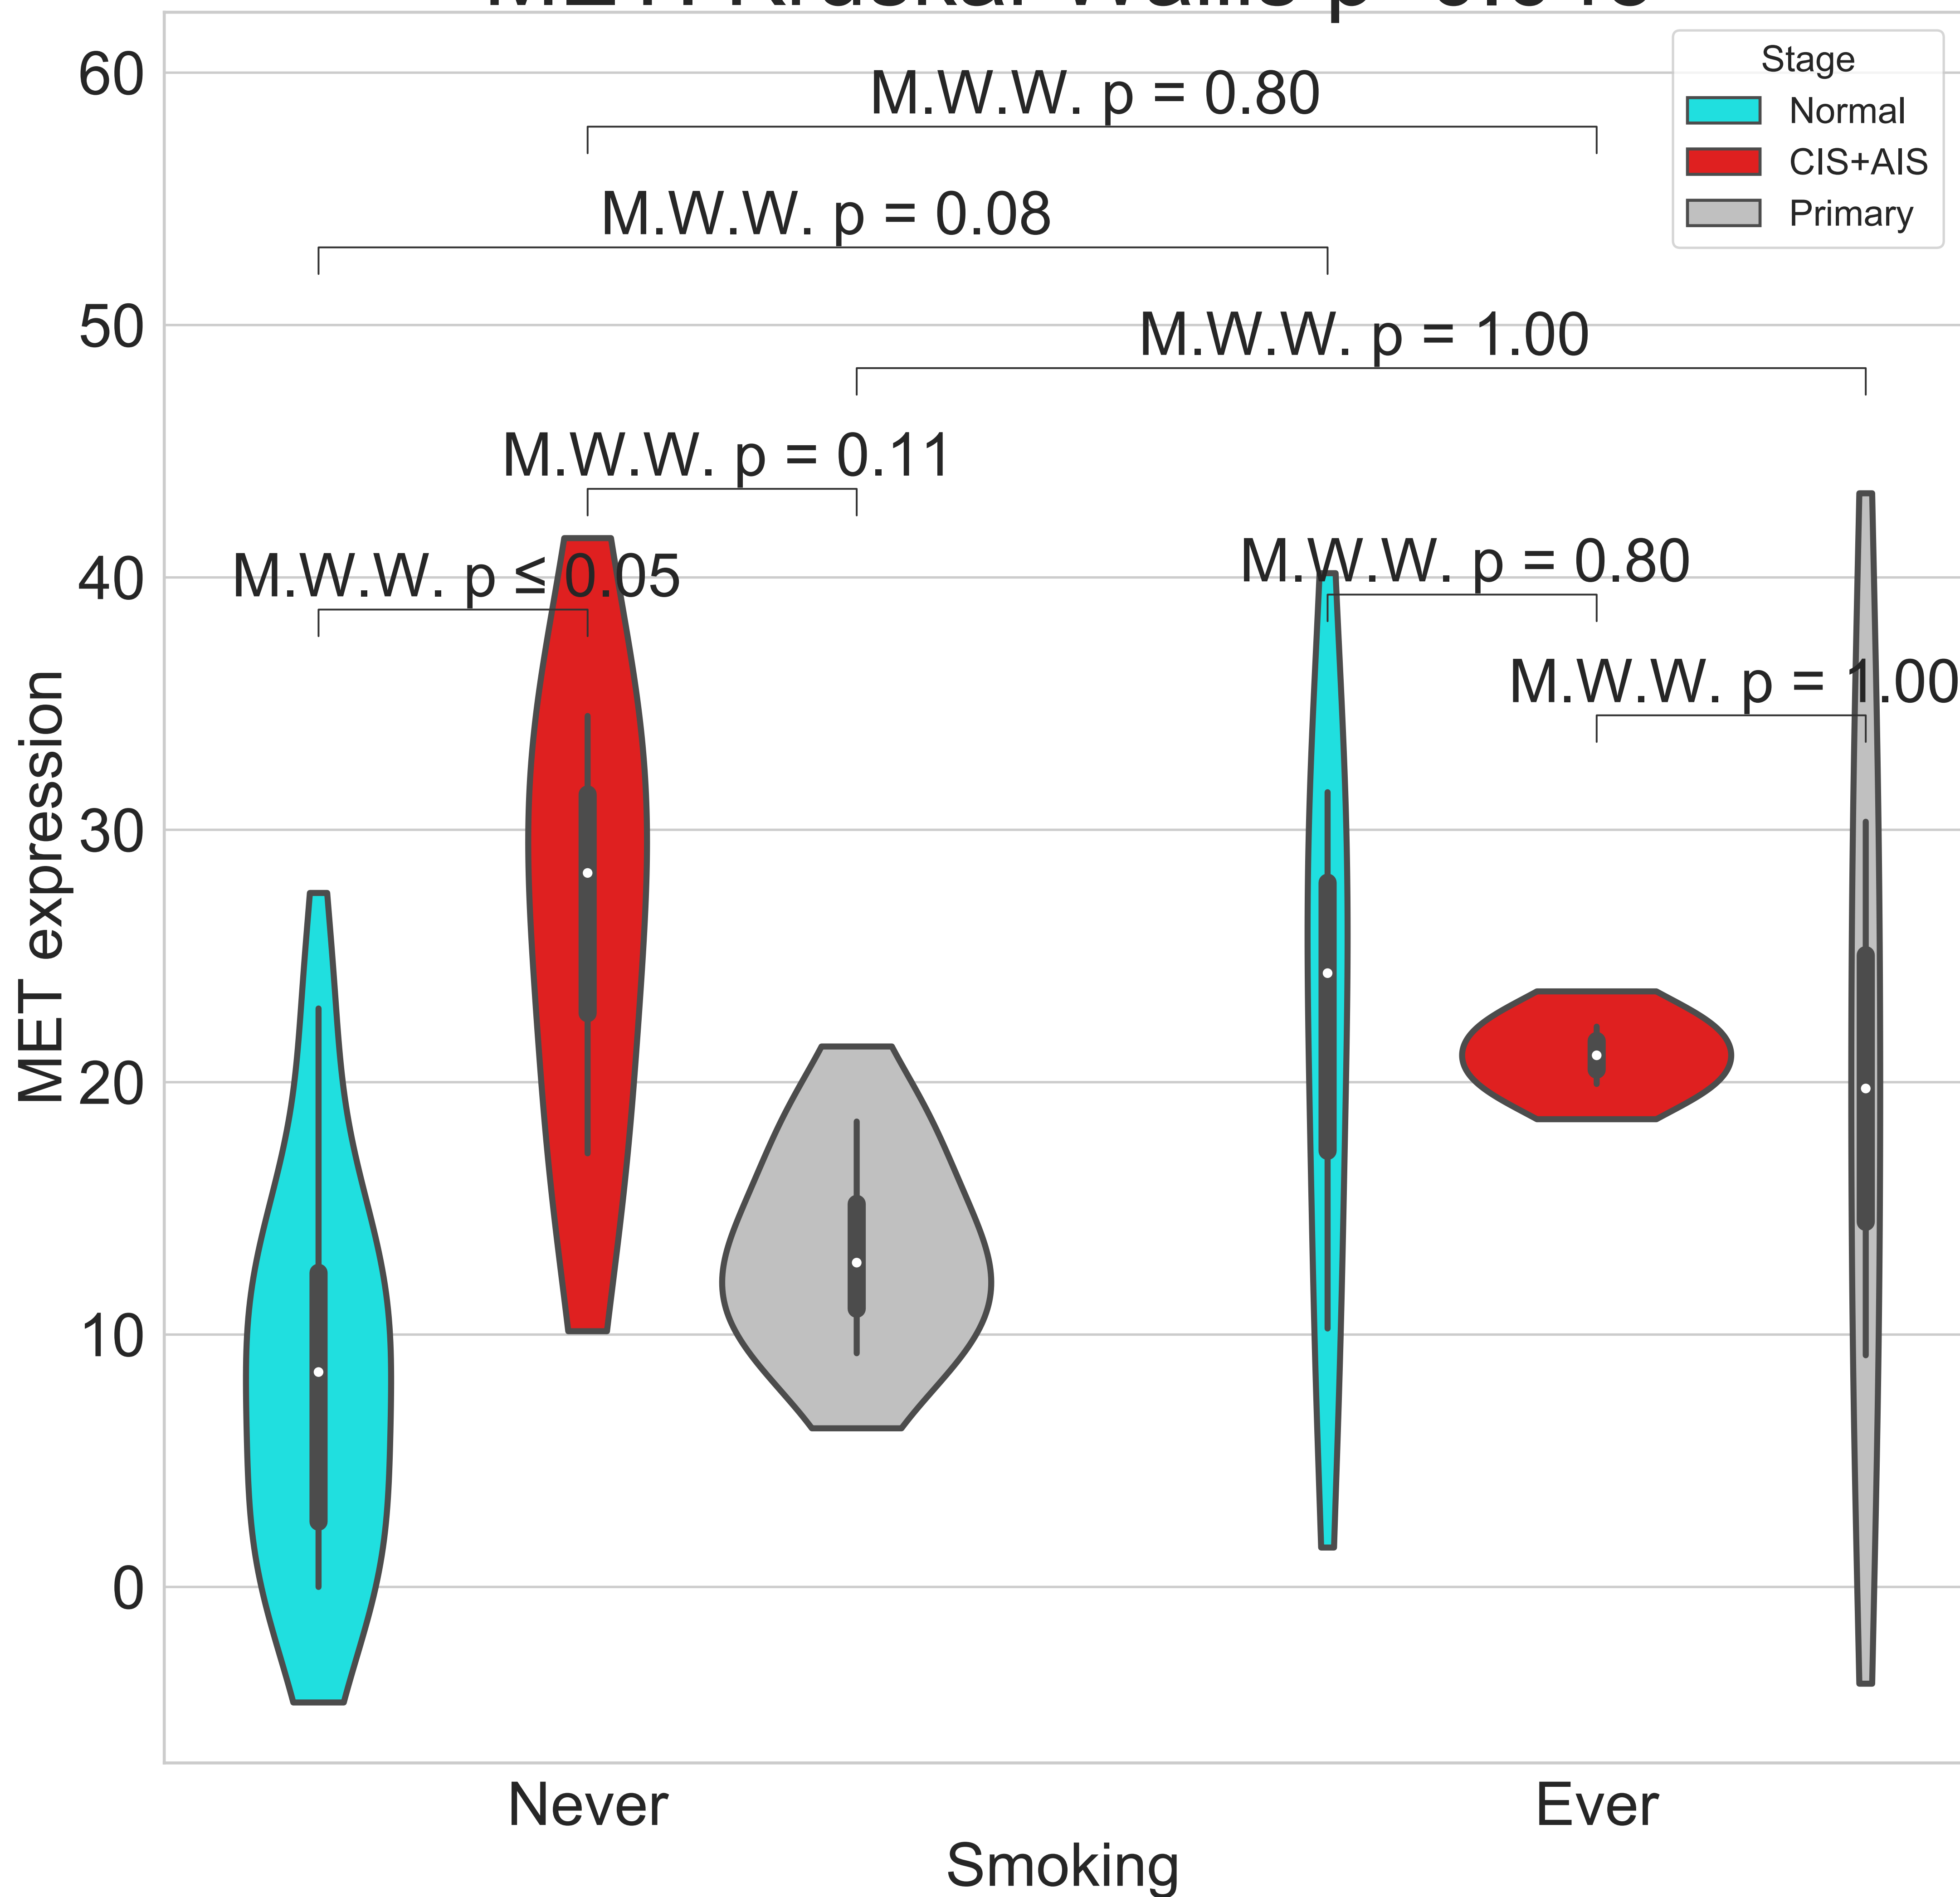 Stage
Normal
CIS+AIS
Primary
60
50
40
30
20
10
0
MET expression
M.W.W. p = 0.80
M.W.W. p = 0.08
M.W.W. p = 1.00
M.W.W. p = 0.11
M.W.W. p ≤ 0.05
M.W.W. p = 0.80
M.W.W. p = 1.00
Never
Ever
Smoking